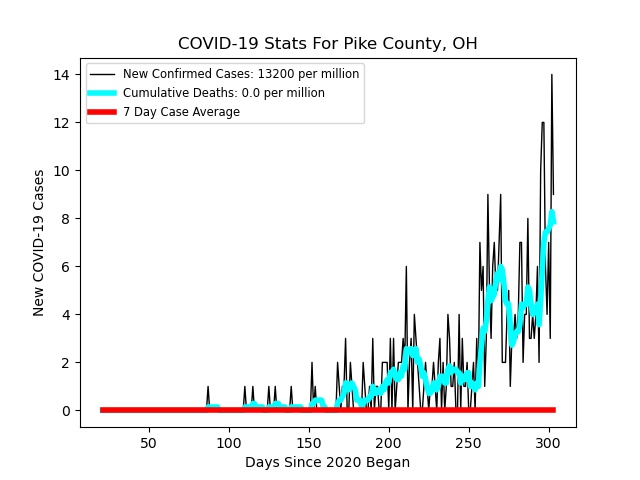 COVID-19 Stats For Pike County, OH
New Confirmed Cases: 13200 per million
Cumulative Deaths: 0.0 per million
7 Day Case Average
14
12
10
8
6
4
2
0
New COVID-19 Cases
50 100 150 200 250 300
Days Since 2020 Began